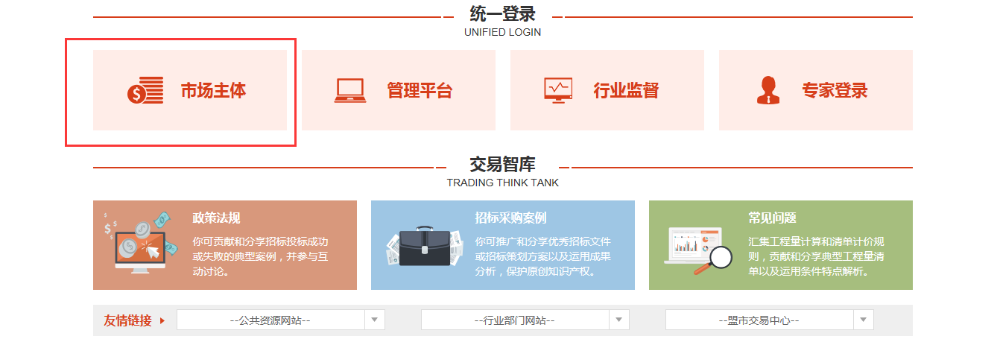 统一登录
UNIFIED LOGIN
市场主体
管理平台
行业监督
专家登录
交易智库
TRADING THINK TANK
政策法规
你可贡献和分享招标投标成功
或失败的典型案例，并参与互
动讨论。
招标采购案例
你可推广和分享优秀招标文件
或招标策划方案以及运用成果
分析，保护原创知识产权。
常见问题
汇集工程量计算和清单计价规
则，贡献和分享典型工程量清
单以及运用条件特点解析。
友情链接
--公共资源网站--
--行业部门网站--
--盟市交易中心--